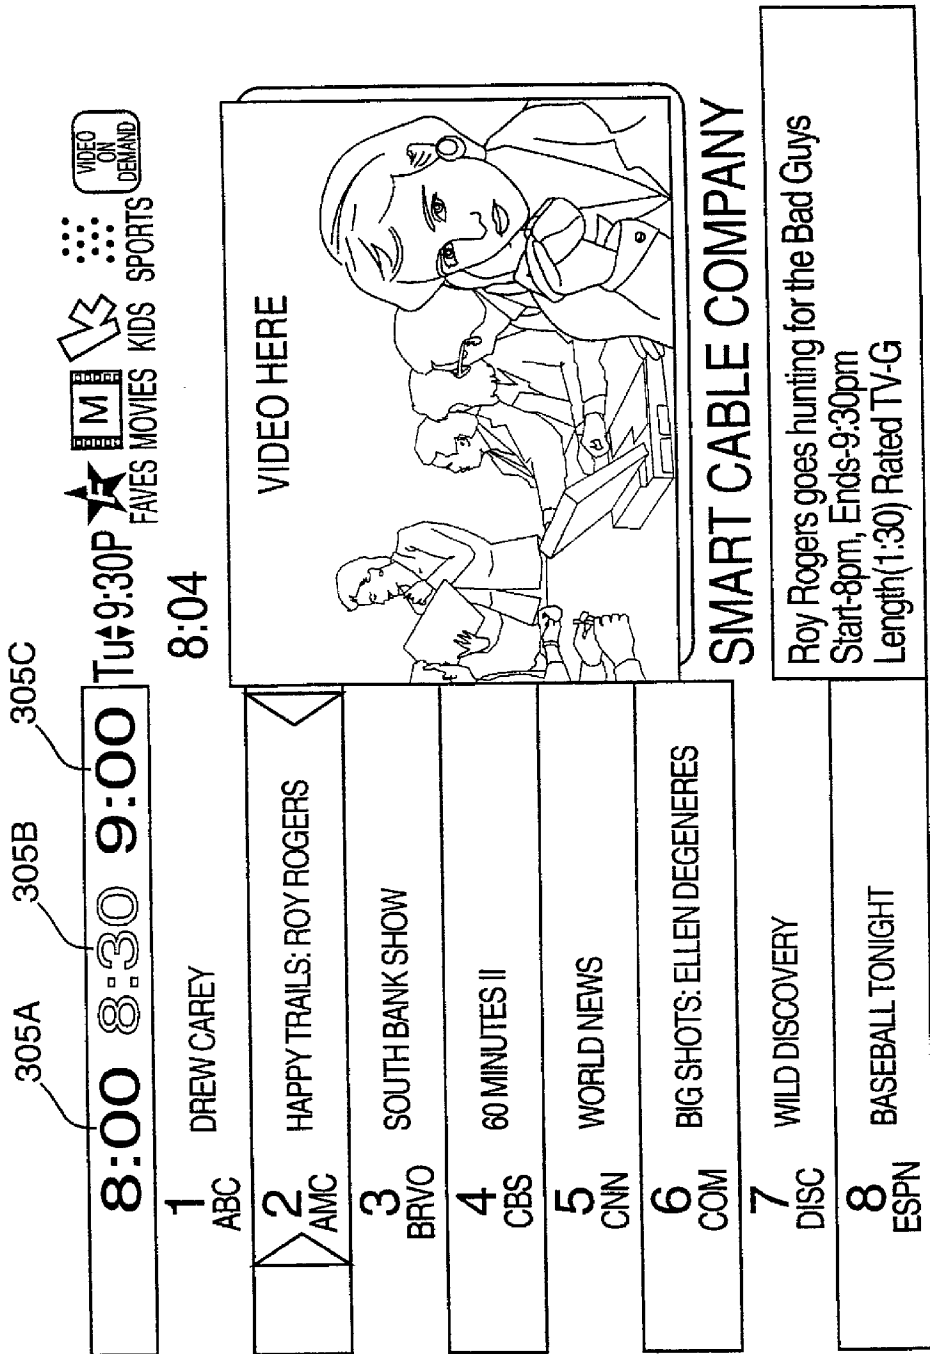 305A
305B
305C
8:00 8:30 9:00
Tu 9:30P
F
FAVES
M
MOVIES
KIDS
SPORTS
VIDEO
ON
DEMAND
8:04
1
ABC
DREW CAREY
2
AMC
HAPPY TRAILS: ROY ROGERS
3
BRVO
SOUTH BANK SHOW
4
CBS
60 MINUTES II
5
CNN
WORLD NEWS
6
COM
BIG SHOTS: ELLEN DEGENERES
7
DISC
WILD DISCOVERY
8
ESPN
BASEBALL TONIGHT
VIDEO HERE
SMART CABLE COMPANY
Roy Rogers goes hunting for the Bad Guys
Start-8pm, Ends-9:30pm
Length(1:30) Rated TV-G